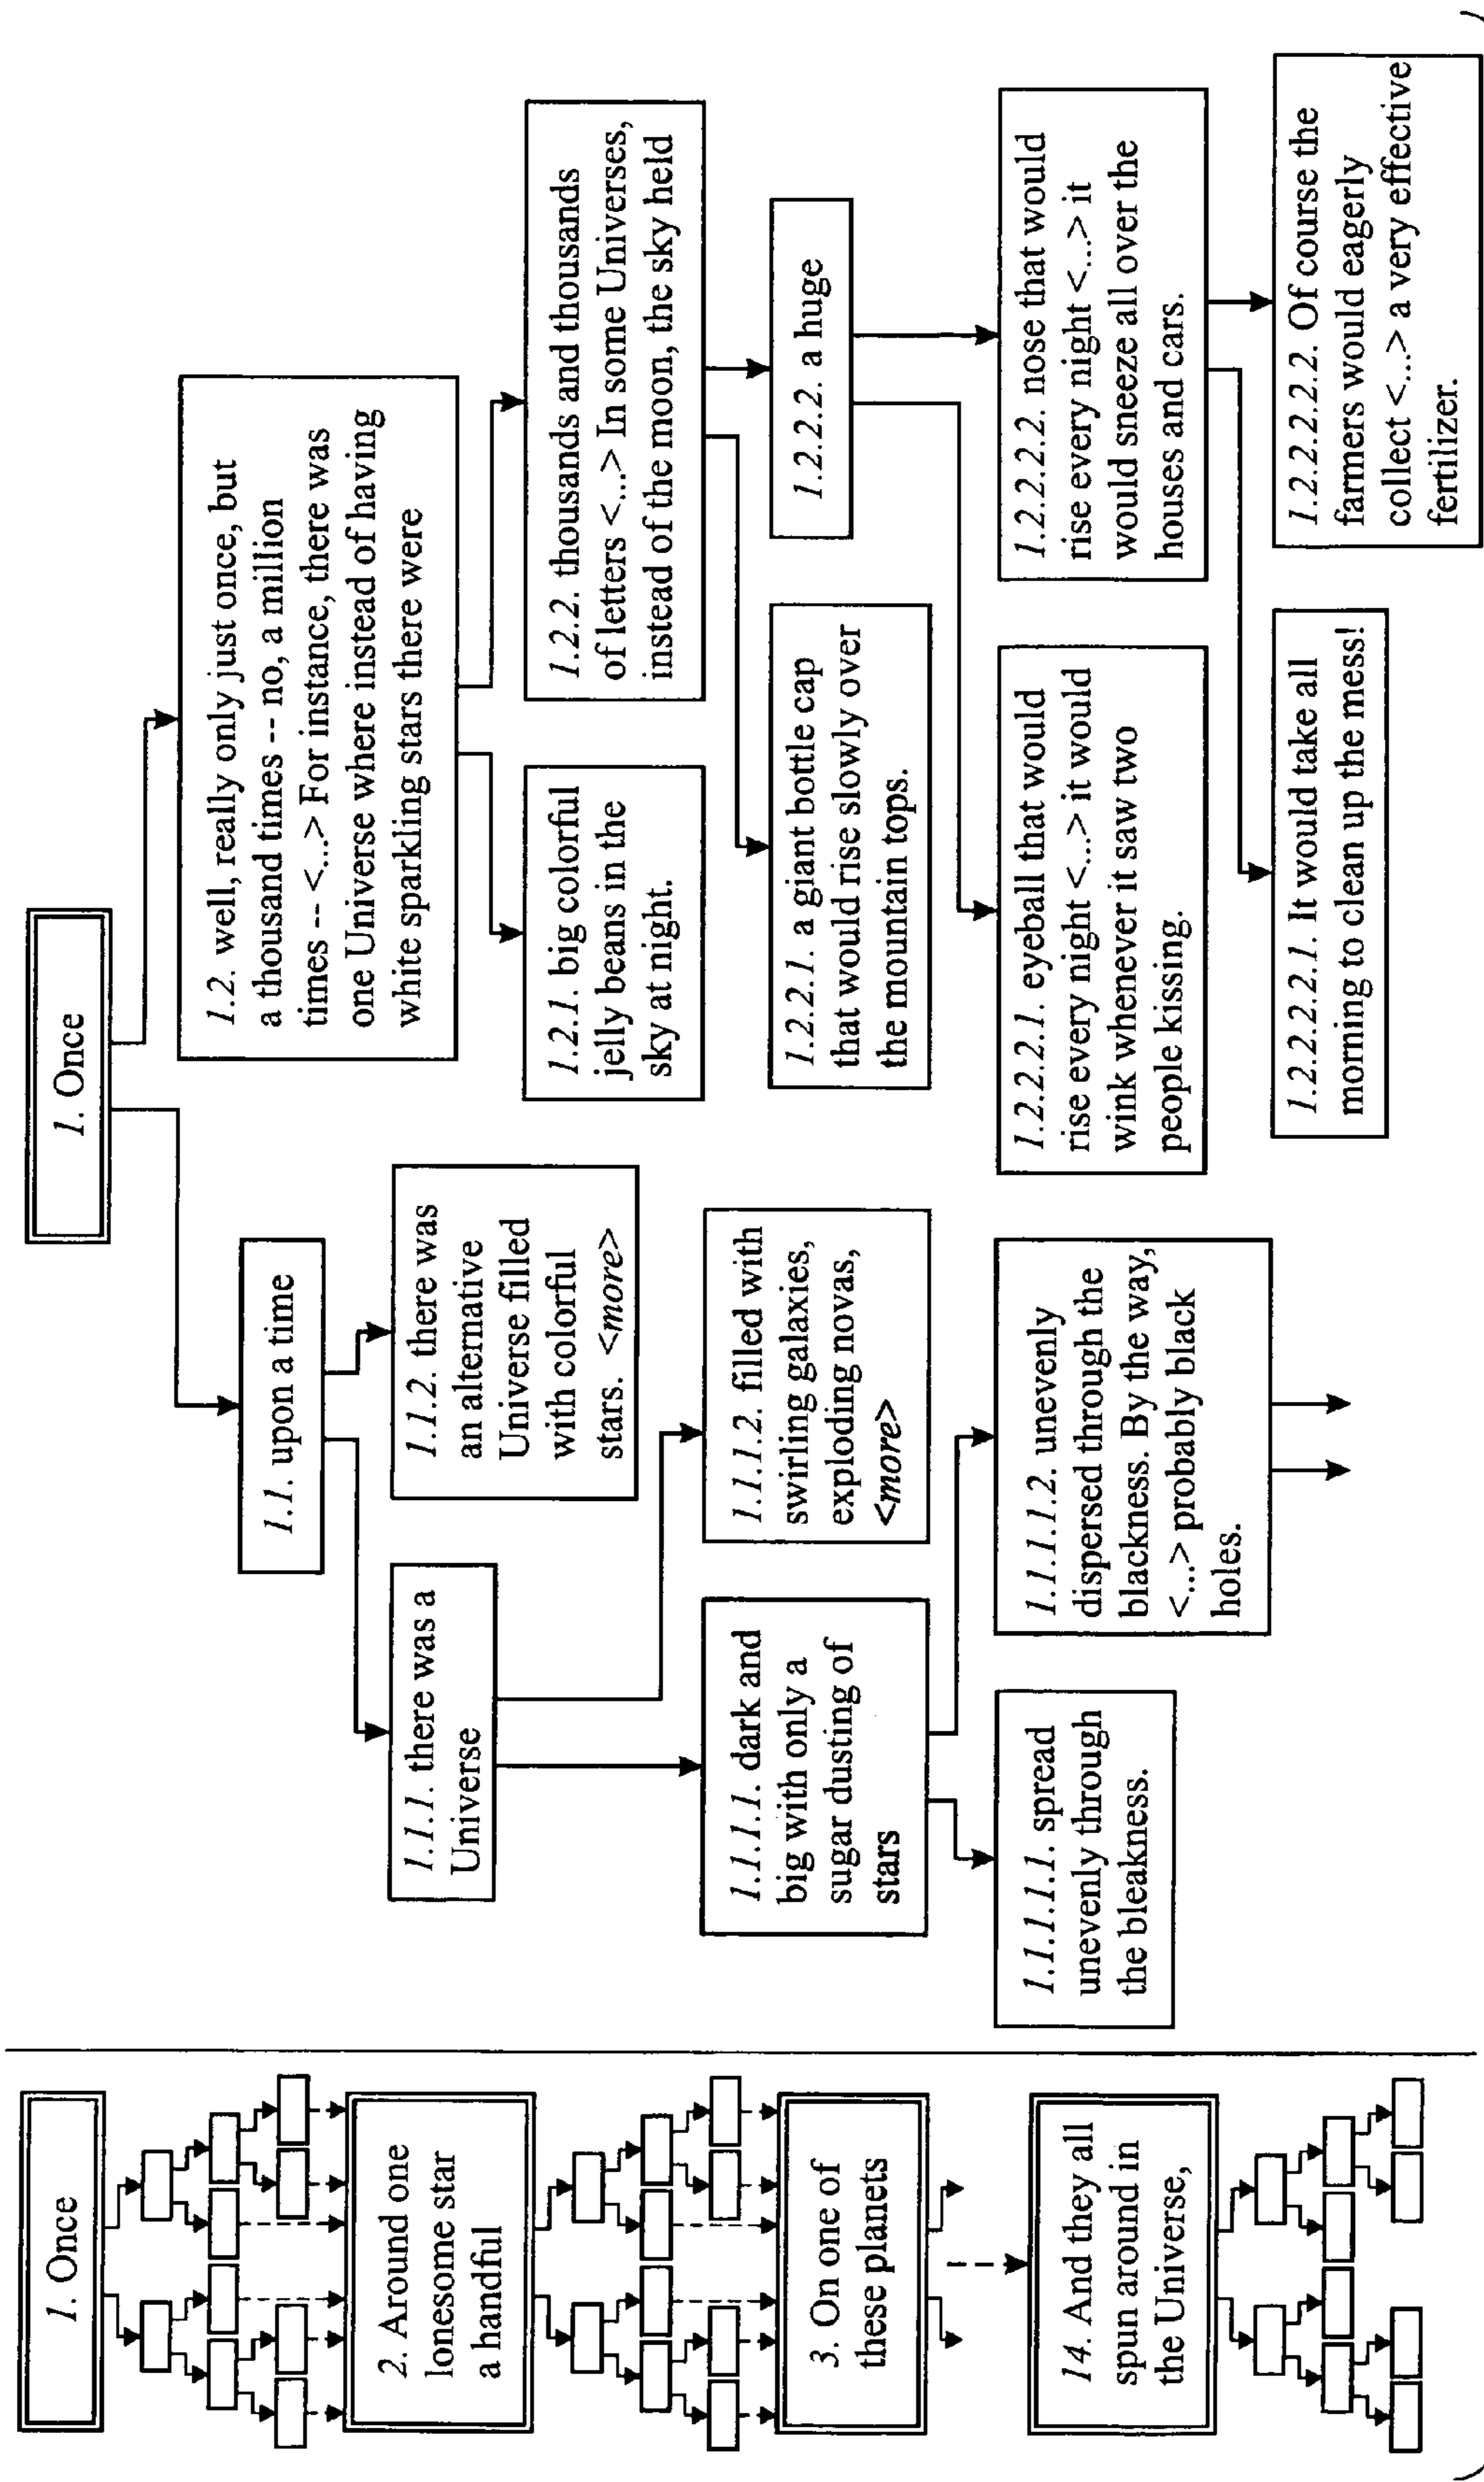 1. Once
2. Around one
lonesome star
a handful
3. On one of
these planets
14. And they all
spun around in
the Universe,
1. Once
1.1. upon a time
1.2. well, really only just once, but
a thousand times -- no, a million
times -- <...> For instance, there was
one Universe where instead of having
white sparkling stars there were
1.1.1. there was a
Universe
1.1.2. there was
an alternative
Universe filled
with colorful
stars. <more>
1.2.1. big colorful
jelly beans in the
sky at night.
1.2.2. thousands and thousands
of letters <...> In some Universes,
instead of the moon, the sky held
1.1.1.1. dark and
big with only a
sugar dusting of
stars
1.1.1.2. filled with
swirling galaxies,
exploding novas,
<more>
1.2.2.1. a giant bottle cap
that would rise slowly over
the mountain tops.
1.2.2.2. a huge
1.1.1.1.1. spread
unevenly through
the bleakness.
1.1.1.1.2. unevenly
dispersed through the
blackness. By the way,
<...> probably black
holes.
1.2.2.2.1. eyeball that would
rise every night <...> it would
wink whenever it saw two
people kissing.
1.2.2.2.2. nose that would
rise every night <...> it
would sneeze all over the
houses and cars.
1.2.2.2.2.1. It would take all
morning to clean up the mess!
1.2.2.2.2.2. Of course the
farmers would eagerly
collect <...> a very effective
fertilizer.